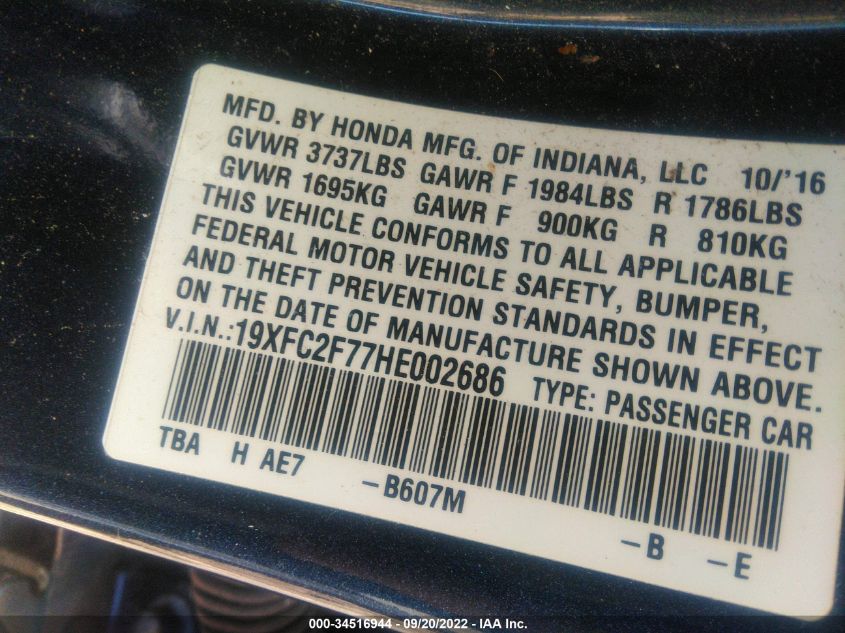 MFD. BY HONDA MFG. OF INDIANA, LLC 10/'16
GVWR 3737LBS GAWR F 1984LBS R 1786LBS
GVWR 1695KG GAWR F 900KG R 810KG
THIS VEHICLE CONFORMS TO ALL APPLICABLE
FEDERAL MOTOR VEHICLE SAFETY, BUMPER,
AND THEFT PREVENTION STANDARDS IN EFFECT
ON THE DATE OF MANUFACTURE SHOWN ABOVE.
V.I.N.:19XFC2F77HE002686 TYPE: PASSENGER CAR
TBA H AE7 -B607M -B -E
000-34516944 - 09/20/2022 - IAA Inc.